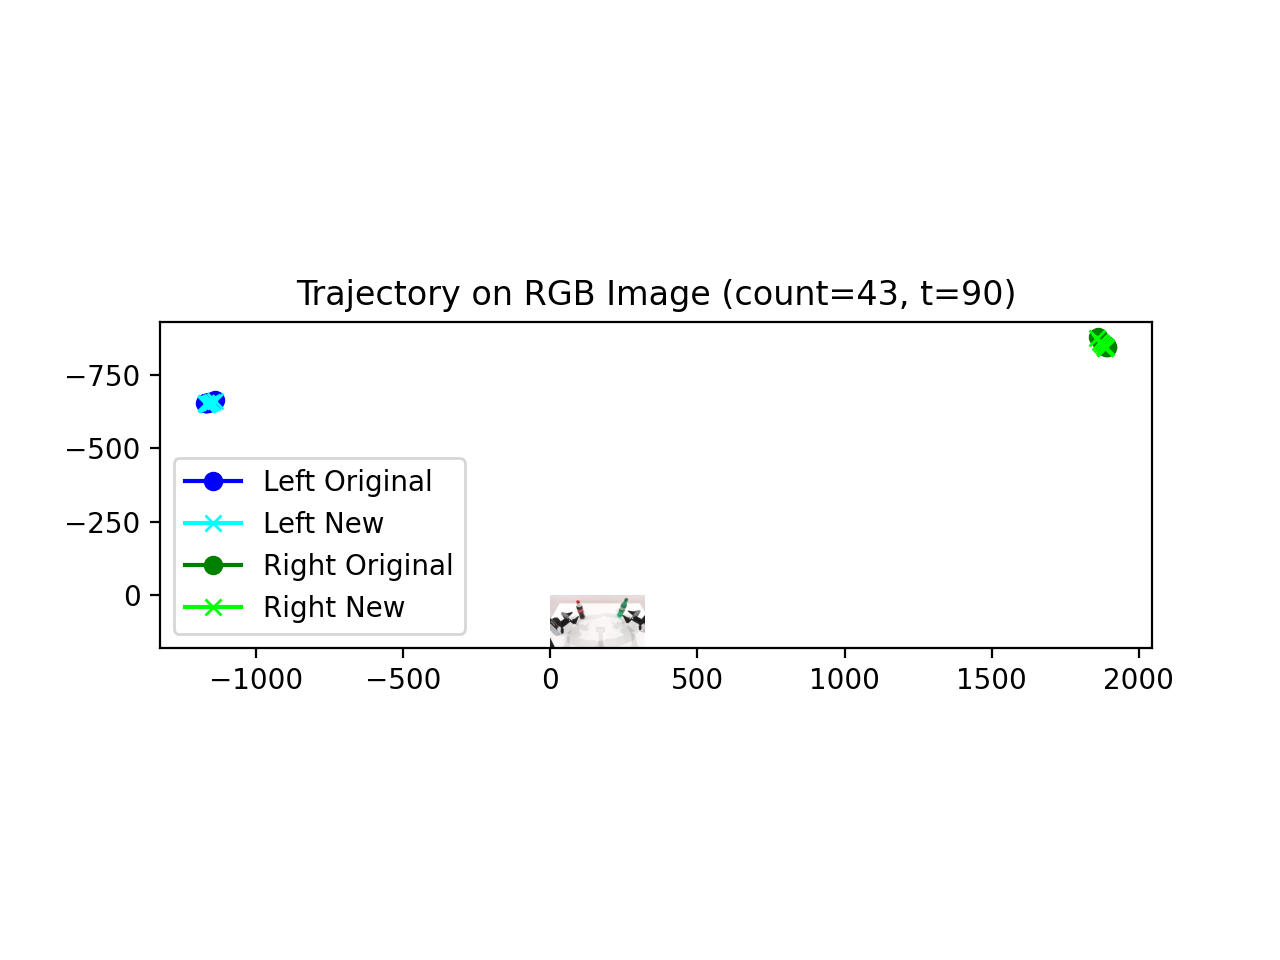 Trajectory on RGB Image (count=43, t=90)
−750
−500
−250
0
Left Original
Left New
Right Original
Right New
−1000
−500
0
500
1000
1500
2000